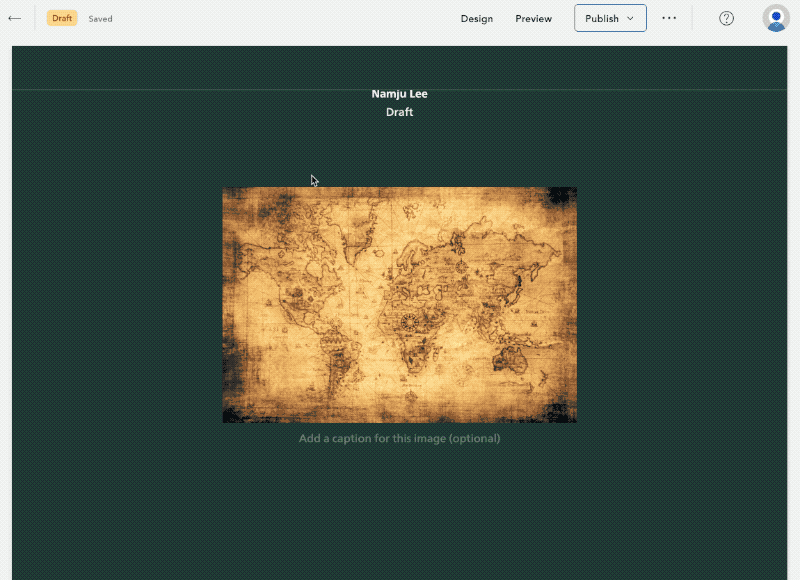 Draft Saved Design Preview Publish
Namju Lee
Draft
Add a caption for this image (optional)